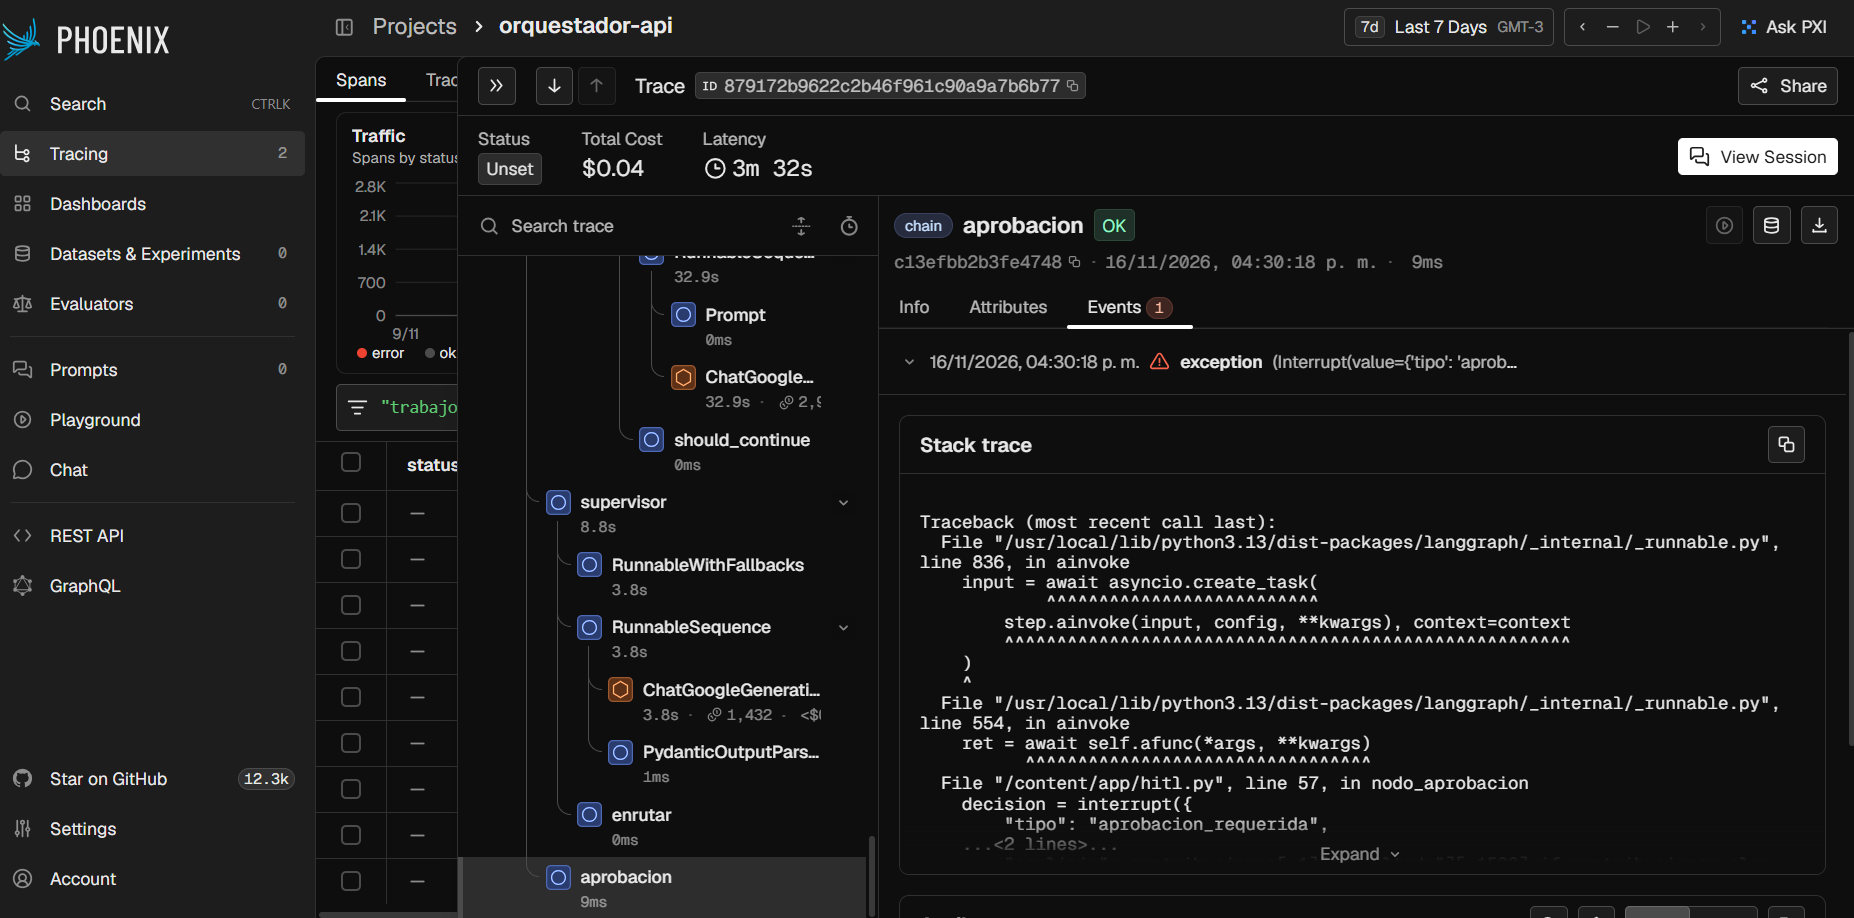 PHOENIX
Search CTRLK
Tracing 2
Dashboards
Datasets & Experiments 0
Evaluators 0
Prompts 0
Playground
Chat
REST API
GraphQL
Star on GitHub 12.3k
Settings
Account
Projects › orquestador-api
7d Last 7 Days GMT-3
Ask PXI
Spans Trac
Traffic
Spans by status
2.8K
2.1K
1.4K
700
0
9/11
error ok
"trabajo
status
—
—
—
—
—
—
—
—
—
Trace ID 879172b9622c2b46f961c90a9a7b6b77
Share
Status Total Cost Latency
Unset $0.04 3m 32s
View Session
Search trace
RunnableSeque...
32.9s
Prompt
0ms
ChatGoogle...
32.9s · 2,9
should_continue
0ms
supervisor
8.8s
RunnableWithFallbacks
3.8s
RunnableSequence
3.8s
ChatGoogleGenerati...
3.8s · 1,432 · <$0
PydanticOutputPars...
1ms
enrutar
0ms
aprobacion
9ms
chain aprobacion OK
c13efbb2b3fe4748 · 16/11/2026, 04:30:18 p. m. · 9ms
Info Attributes Events 1
16/11/2026, 04:30:18 p. m. exception (Interrupt(value={'tipo': 'aprob...
Stack trace
Traceback (most recent call last):
  File "/usr/local/lib/python3.13/dist-packages/langgraph/_internal/_runnable.py",
line 836, in ainvoke
    input = await asyncio.create_task(
            ^^^^^^^^^^^^^^^^^^^^^^^^^^
        step.ainvoke(input, config, **kwargs), context=context
        ^^^^^^^^^^^^^^^^^^^^^^^^^^^^^^^^^^^^^^^^^^^^^^^^^^^^^^
    )
    ^
  File "/usr/local/lib/python3.13/dist-packages/langgraph/_internal/_runnable.py",
line 554, in ainvoke
    ret = await self.afunc(*args, **kwargs)
          ^^^^^^^^^^^^^^^^^^^^^^^^^^^^^^^^^
  File "/content/app/hitl.py", line 57, in nodo_aprobacion
    decision = interrupt({
        "tipo": "aprobacion_requerida",
    ...<2 lines>...
Expand